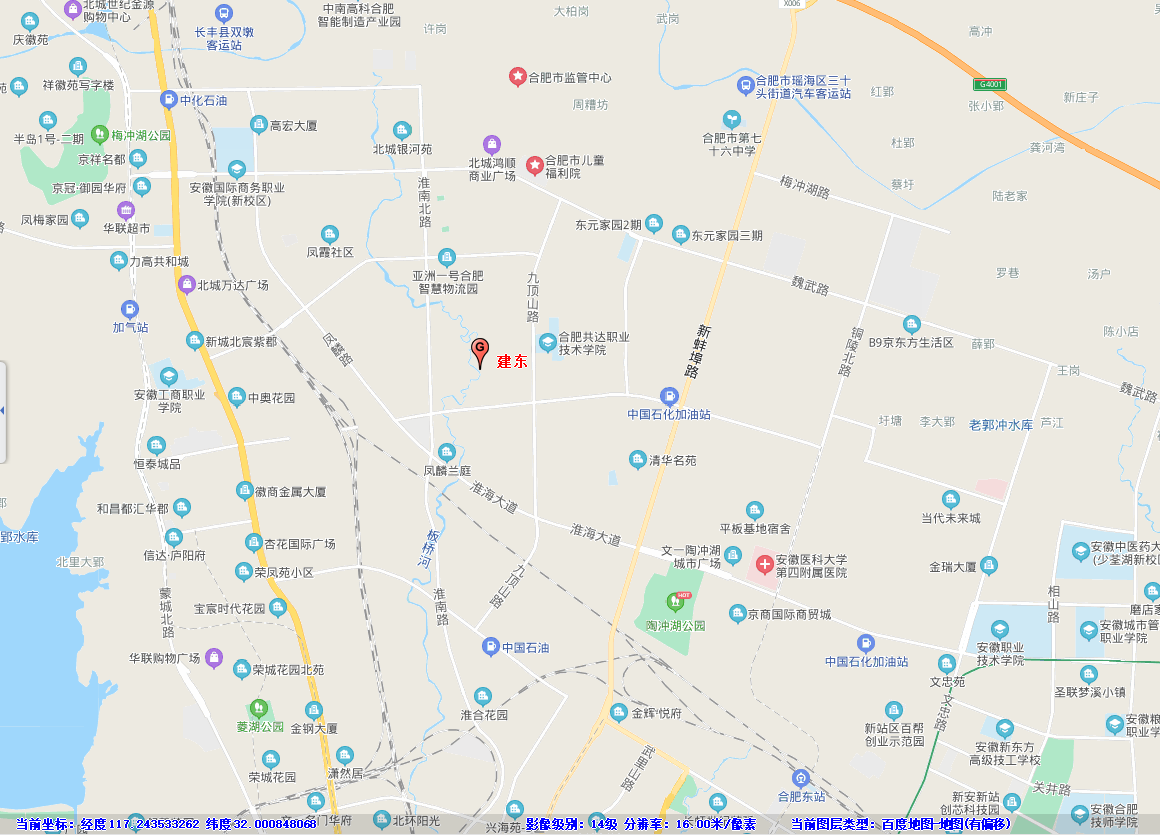 北城世纪金源
购物中心
庆徽苑
长丰县双墩
客运站
中南高科合肥
智能制造产业园
许岗
大柏岗
武岗
X006
高冲
G4001
祥徽苑写字楼
苑
中化石油
合肥市监管中心
周糟坊
合肥市瑶海区三十
头街道汽车客运站
红郢
张小郢
新庄子
半岛1号-二期
梅冲湖公园
高宏大厦
北城银河苑
合肥市第七
十六中学
杜郢
龚河湾
京祥名都
北城鸿顺
商业广场
合肥市儿童
福利院
京冠·御园华府
安徽国际商务职业
学院(新校区)
淮南北路
梅冲湖路
蔡圩
陆老家
凤梅家园
华联超市
东元家园2期
东元家园三期
路
凤霞社区
力高共和城
亚洲一号合肥
智慧物流园
九顶山路
魏武路
罗巷
汤户
北城万达广场
加气站
新城北宸紫郡
凤麟路
合肥共达职业
技术学院
新蚌埠路
铜陵北路
B9京东方生活区
薛郢
陈小店
G
建东
安徽工商职业
学院
中奥花园
王岗
魏武路
中国石化加油站
圩塘
李大郢
老郭冲水库
芦江
恒泰城品
凤麟兰庭
清华名苑
徽商金属大厦
淮海大道
和昌都汇华郡
平板基地宿舍
当代未来城
郢
郢水库
信达·庐阳府
杏花国际广场
板桥河
淮海大道
文一陶冲湖
城市广场
安徽医科大学
第四附属医院
安徽中医药大
(少荃湖新校区
北里大郢
荣凤苑小区
九顶山路
金瑞大厦
蒙城北路
宝宸时代花园
淮南路
HOT
陶冲湖公园
京商国际商贸城
相山路
磨店家
安徽城市管
职业学院
华联购物广场
中国石油
中国石化加油站
安徽职业
技术学院
荣城花园北苑
文忠苑
圣联梦溪小镇
菱湖公园
金钢大厦
淮合花园
金辉·悦府
文忠路
新站区百帮
创业示范园
安徽粮
职业学
安徽新东方
高级技工学校
荣城花园
潇然居
武里山路
合肥东站
关井路
新安新站
创芯科技园
安徽合肥
技师学院
名门华府
北环阳光
兴海苑
当前坐标：经度117.243533262 纬度32.000848068
影像级别：14级 分辨率：16.00米/像素
当前图层类型：百度地图-地图(有偏移)